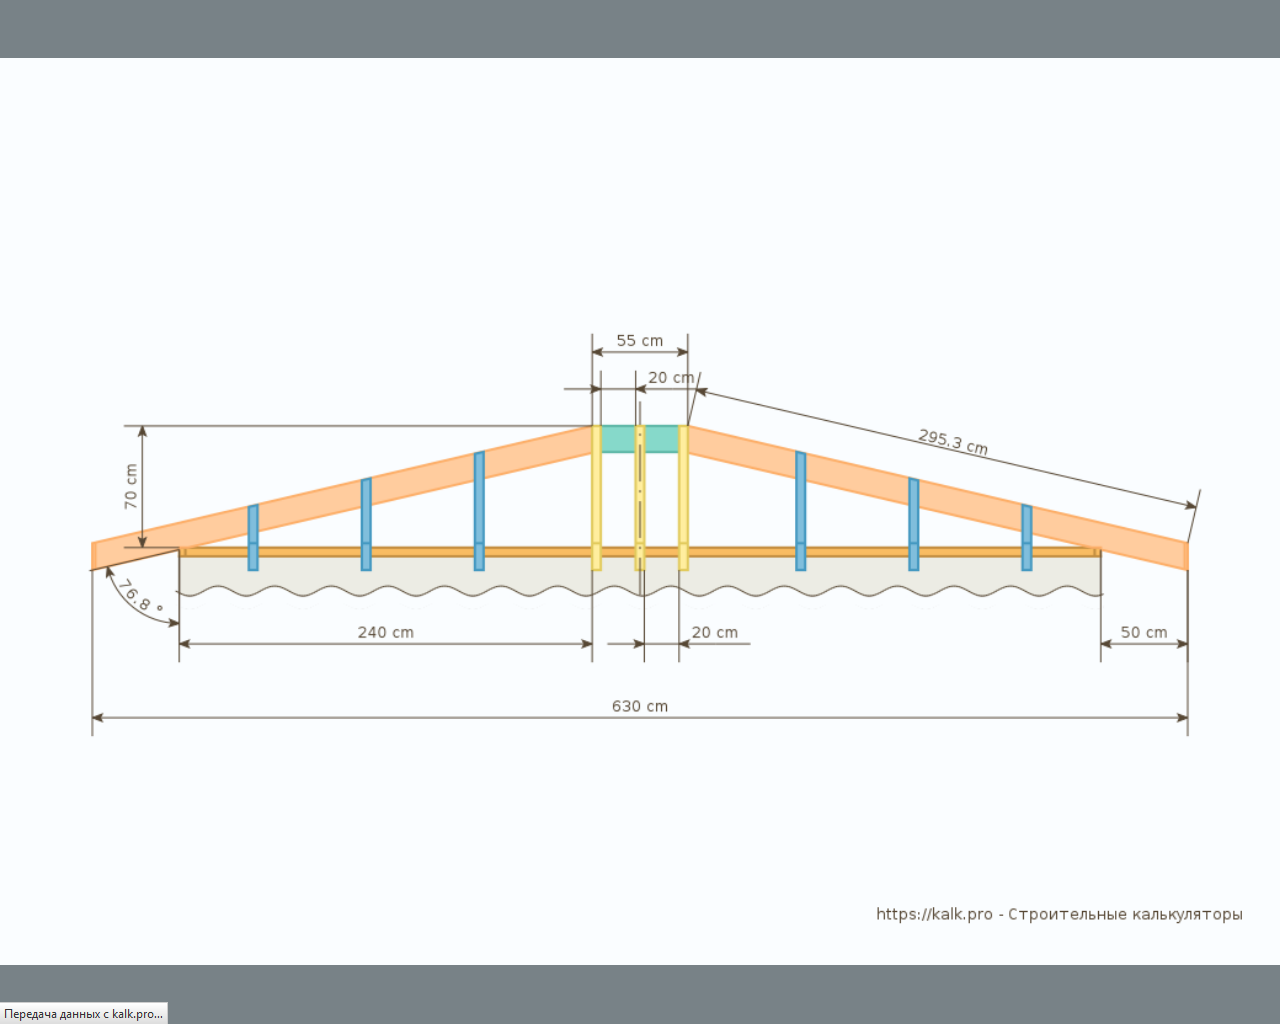 55 cm
20 cm
295.3 cm
70 cm
76.8 °
240 cm
20 cm
50 cm
630 cm
https://kalk.pro - Строительные калькуляторы
Передача данных с kalk.pro...